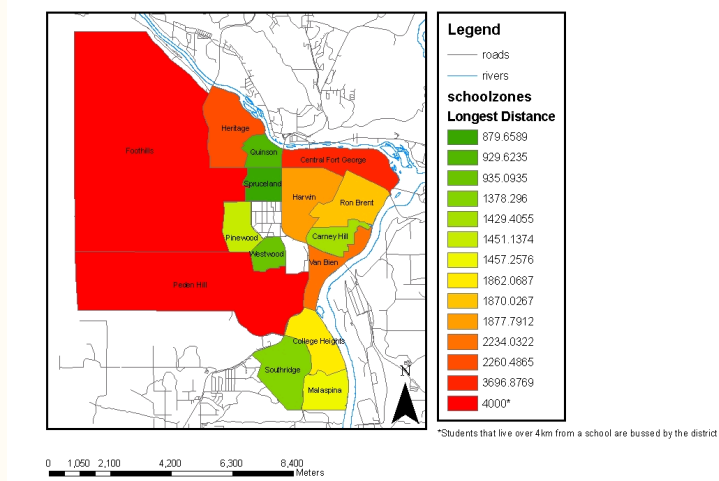 Legend
roads
rivers
schoolzones
Longest Distance
879.6589
929.6235
935.0935
1378.296
1429.4055
1451.1374
1457.2576
1862.0687
1870.0267
1877.7912
2234.0322
2260.4865
3696.8769
4000*
Foothills
Heritage
Quinson
Central Fort George
Spruceland
Harwin
Ron Brent
Pinewood
Carney Hill
Westwood
Van Bien
Peden Hill
College Heights
Southridge
Malaspina
N
*Students that live over 4km from a school are bussed by the district
0 1,050 2,100 4,200 6,300 8,400
Meters